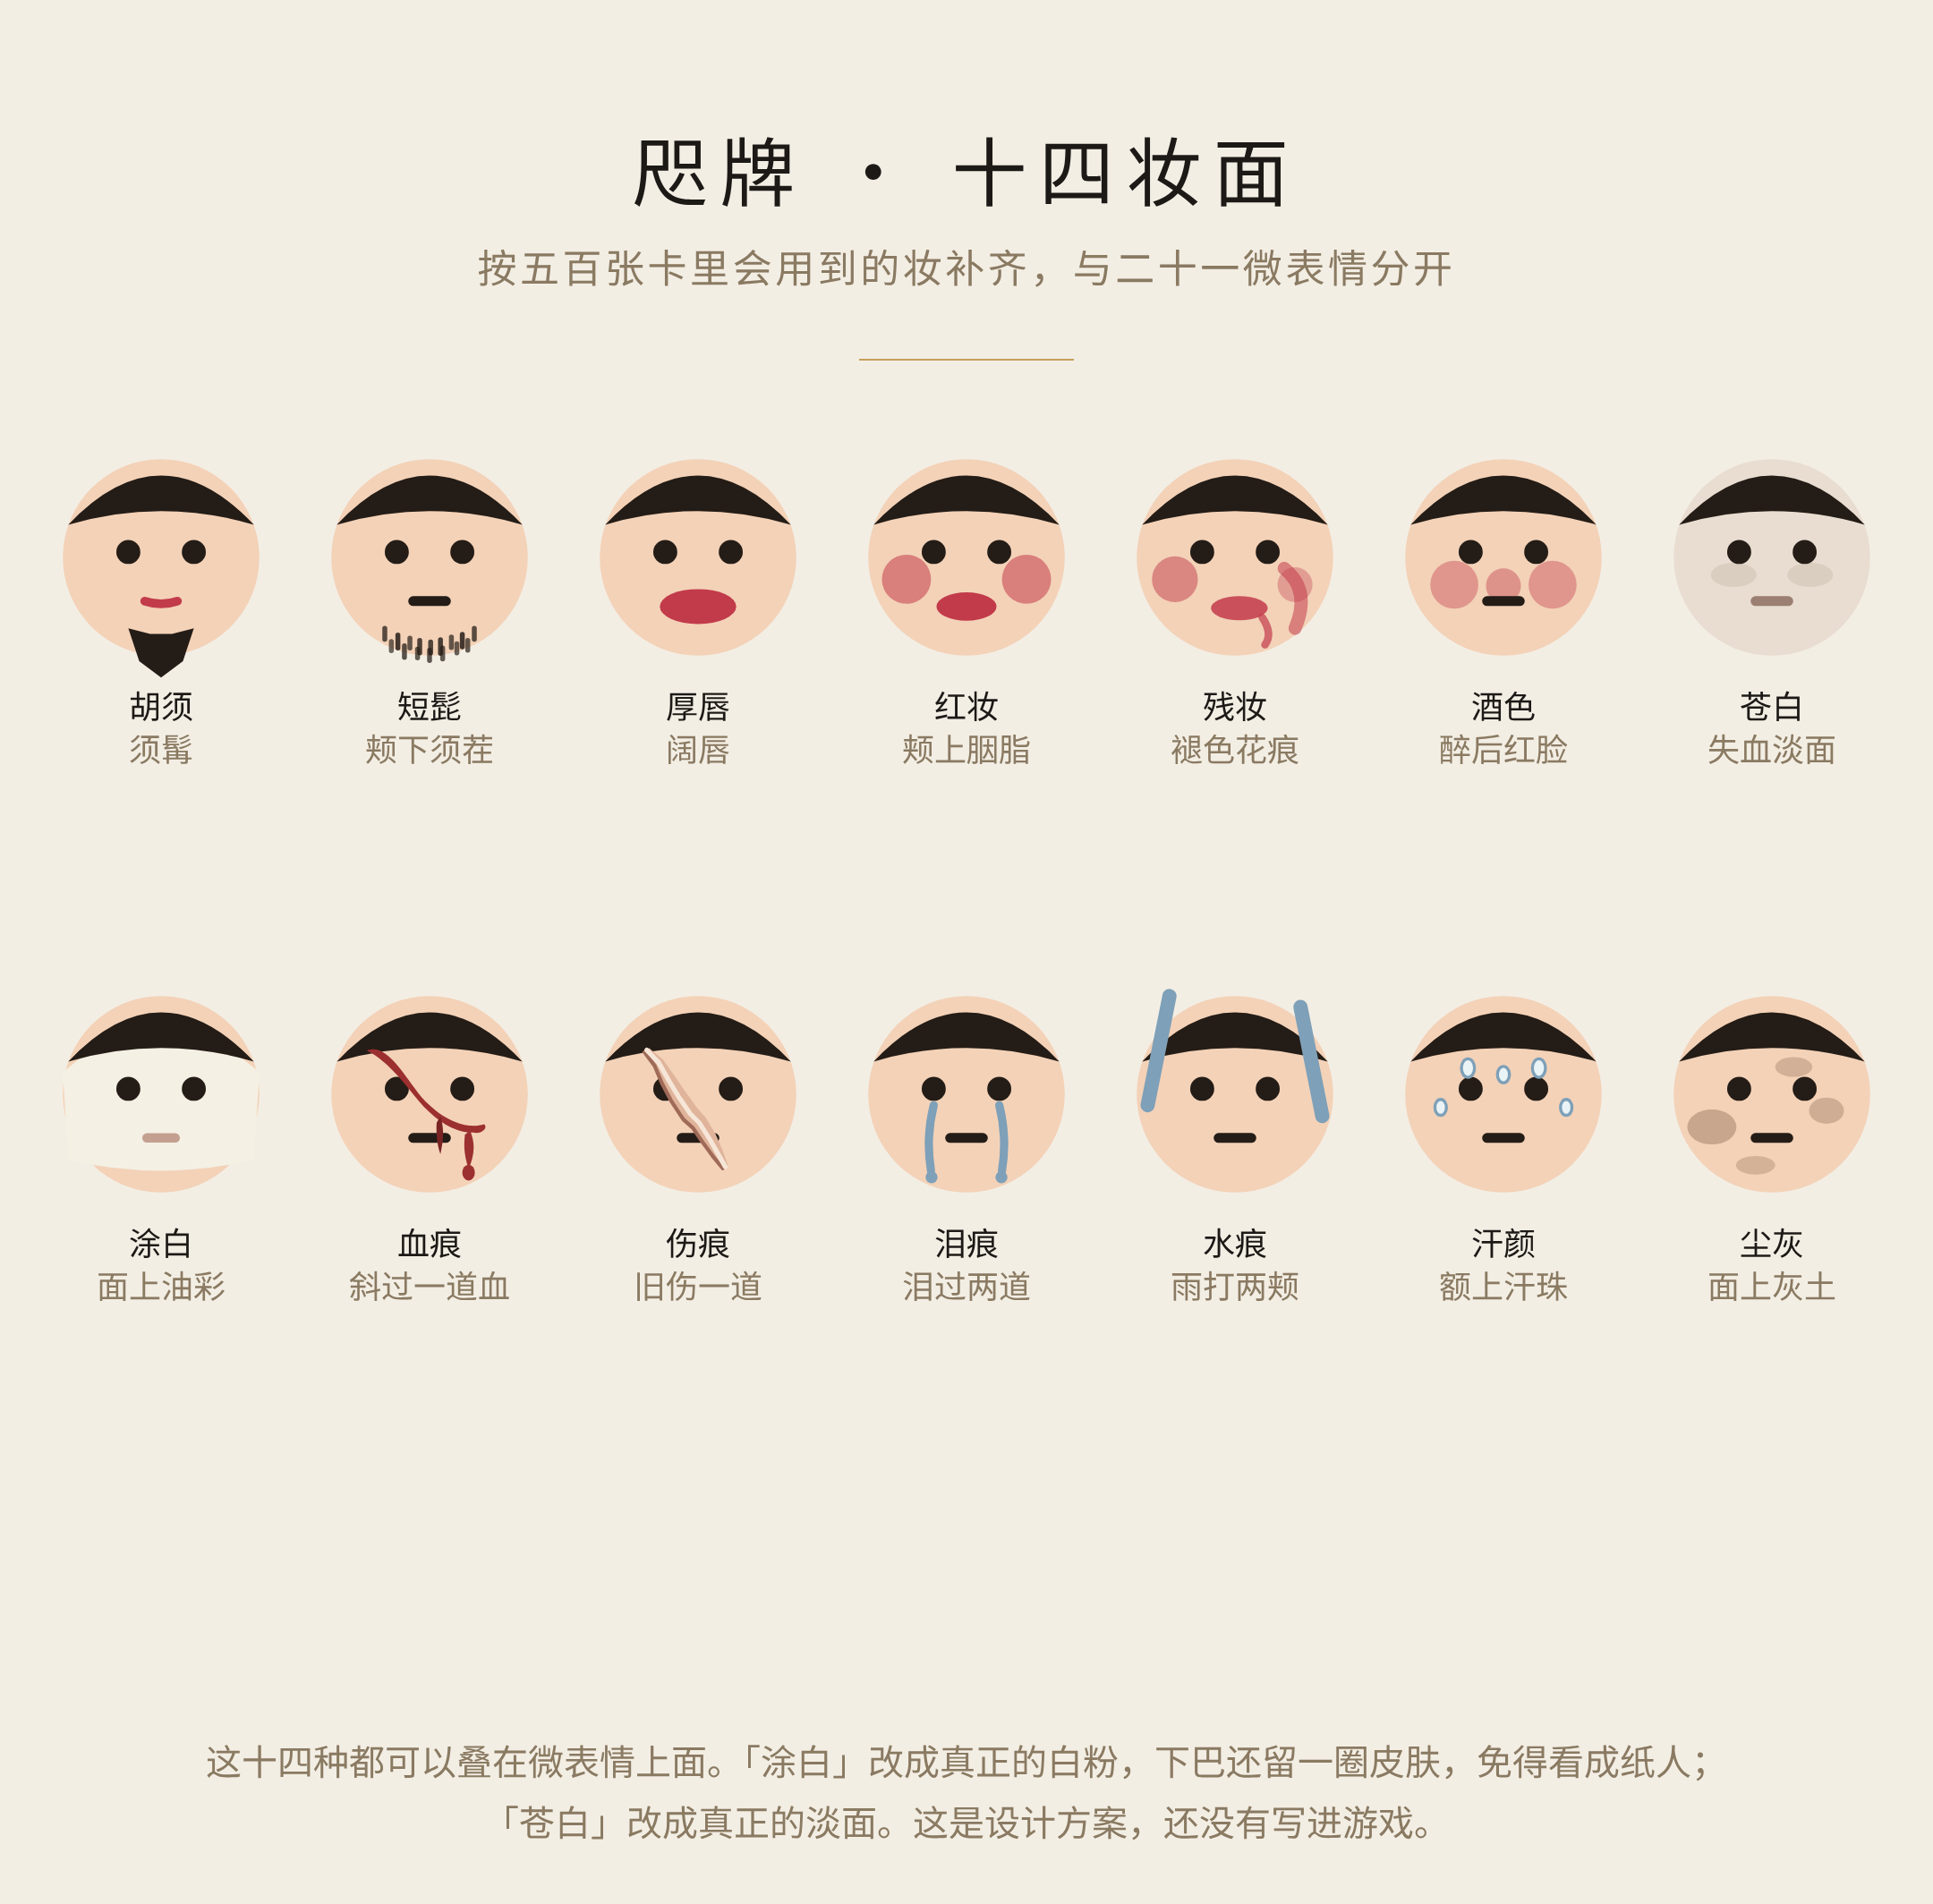 咫牌 · 十四妆面
按五百张卡里会用到的妆补齐，与二十一微表情分开
胡须 短髭 厚唇 红妆 残妆 酒色 苍白
须髯 颊下须茬 阔唇 颊上胭脂 褪色花痕 醉后红脸 失血淡面
涂白 血痕 伤痕 泪痕 水痕 汗颜 尘灰
面上油彩 斜过一道血 旧伤一道 泪过两道 雨打两颊 额上汗珠 面上灰土
这十四种都可以叠在微表情上面。「涂白」改成真正的白粉，下巴还留一圈皮肤，免得看成纸人；
「苍白」改成真正的淡面。这是设计方案，还没有写进游戏。